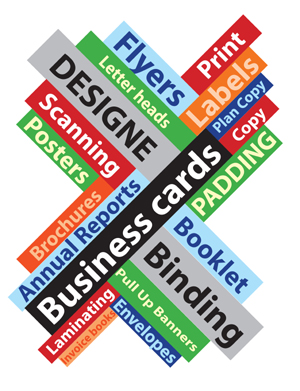 Flyers
Letter heads
DESIGNE
Scanning
Posters
Print
Labels
Plan Copy
Copy
PADDING
Business cards
Annual Reports
Brochures
Booklet
Binding
Pull Up Banners
Envelopes
Laminating
Invoice books